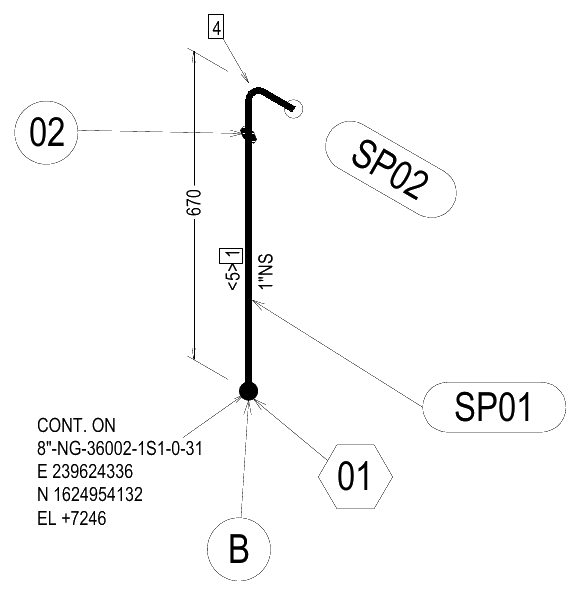 4
02
SP02
670
<5> 1
1"NS
SP01
CONT. ON
8"-NG-36002-1S1-0-31
E 239624336
N 1624954132
EL +7246
01
B